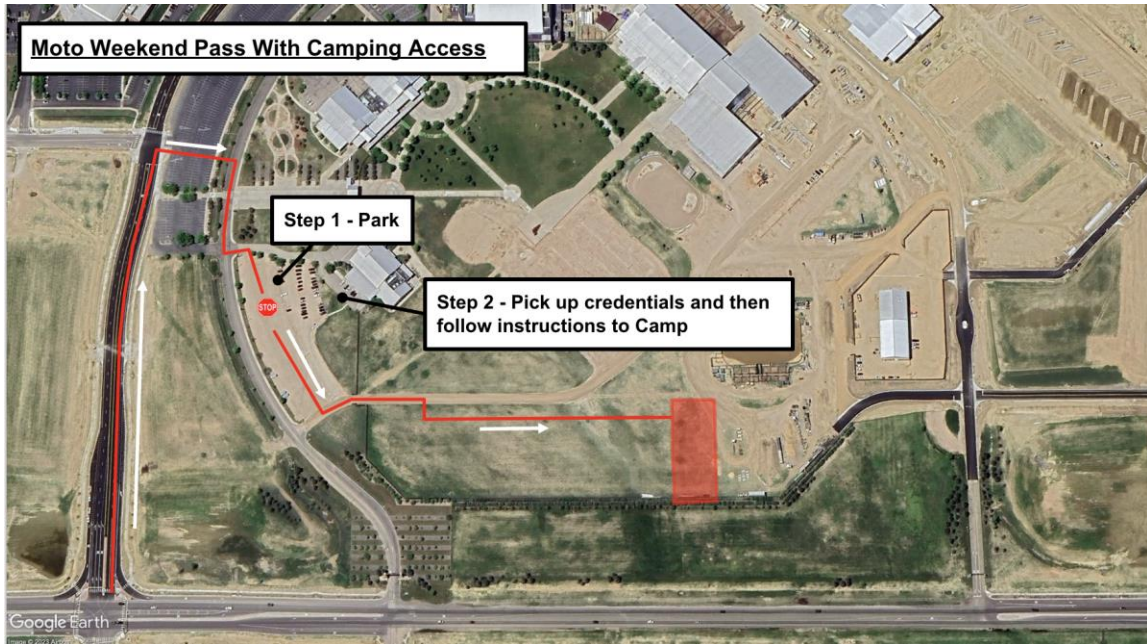 Moto Weekend Pass With Camping Access
Step 1 - Park
STOP
Step 2 - Pick up credentials and then
follow instructions to Camp
Google Earth